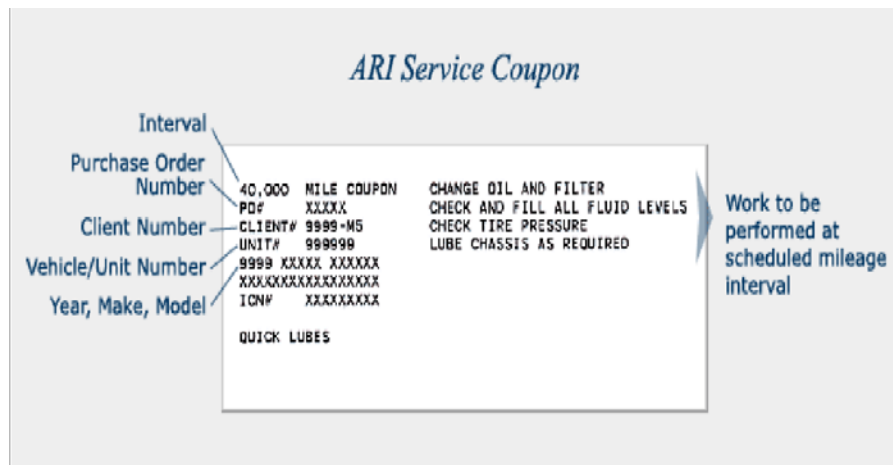 ARI Service Coupon
Interval
Purchase Order
Number
Client Number
Vehicle/Unit Number
Year, Make, Model
40,000 MILE COUPON
PO# XXXXX
CLIENT# 9999-M5
UNIT# 999999
9999 XXXXX XXXXXX
XXXXXXXXXXXXXXXXX
ICN# XXXXXXXXX
QUICK LUBES
CHANGE OIL AND FILTER
CHECK AND FILL ALL FLUID LEVELS
CHECK TIRE PRESSURE
LUBE CHASSIS AS REQUIRED
Work to be
performed at
scheduled mileage
interval